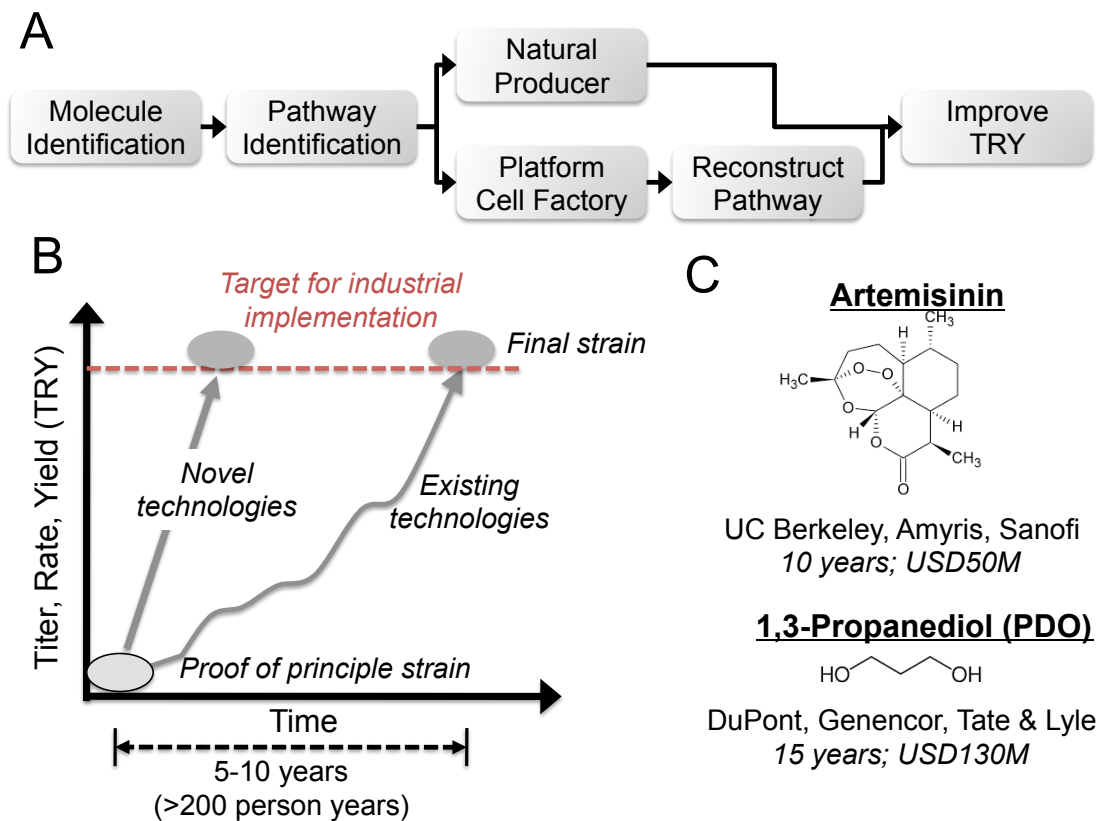 A
Molecule
Identification
Pathway
Identification
Natural
Producer
Platform
Cell Factory
Reconstruct
Pathway
Improve
TRY
B
Titer, Rate, Yield (TRY)
Target for industrial
implementation
Final strain
Novel
technologies
Existing
technologies
Proof of principle strain
Time
5-10 years
(>200 person years)
C
Artemisinin
CH₃
H
H₃C
O
O
O
H
O
H
CH₃
O
UC Berkeley, Amyris, Sanofi
10 years; USD50M
1,3-Propanediol (PDO)
HO
OH
DuPont, Genencor, Tate & Lyle
15 years; USD130M